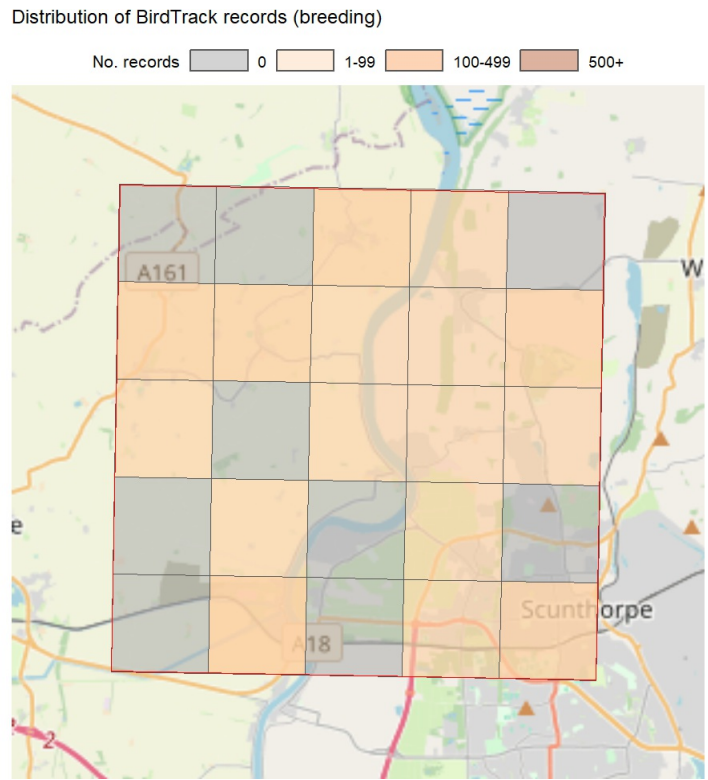 Distribution of BirdTrack records (breeding)
No. records 0 1-99 100-499 500+
W
A161
e
Scunthorpe
A18
2